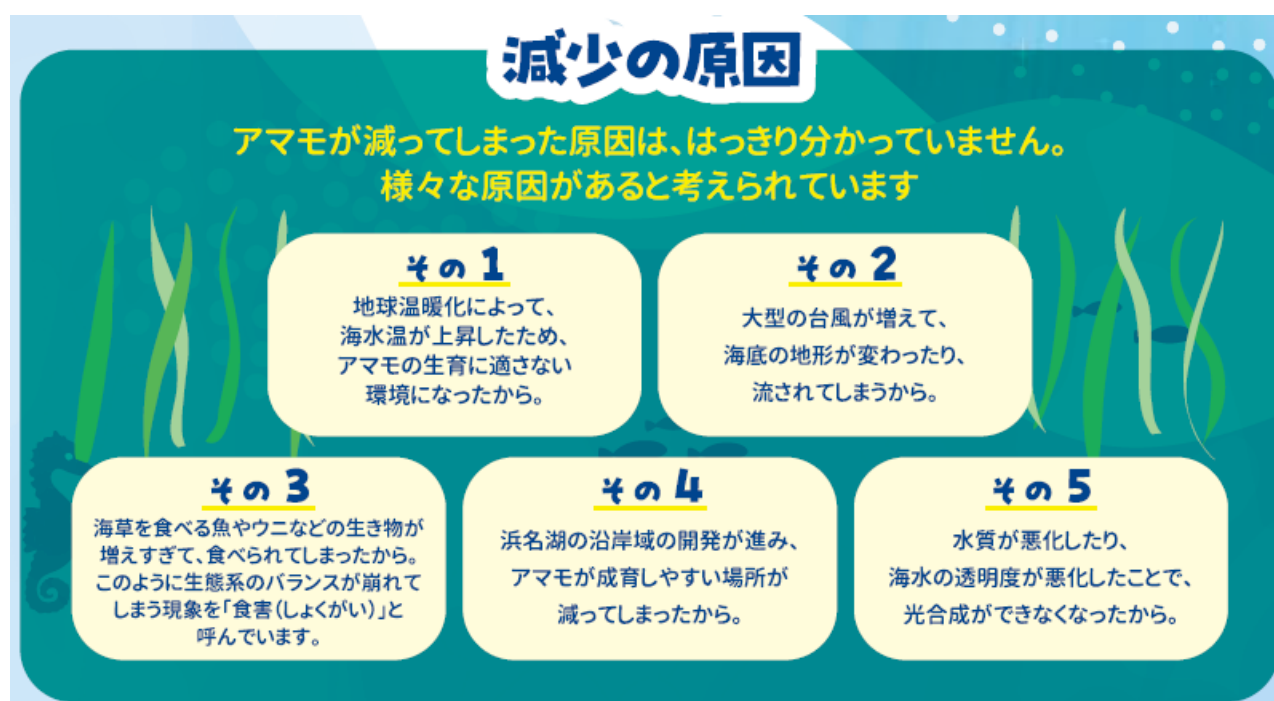 減少の原因
アマモが減ってしまった原因は、はっきり分かっていません。
様々な原因があると考えられています
その1
地球温暖化によって、
海水温が上昇したため、
アマモの生育に適さない
環境になったから。
その2
大型の台風が増えて、
海底の地形が変わったり、
流されてしまうから。
その3
海草を食べる魚やウニなどの生き物が
増えすぎて、食べられてしまったから。
このように生態系のバランスが崩れて
しまう現象を「食害(しょくがい)」と
呼んでいます。
その4
浜名湖の沿岸域の開発が進み、
アマモが成育しやすい場所が
減ってしまったから。
その5
水質が悪化したり、
海水の透明度が悪化したことで、
光合成ができなくなったから。